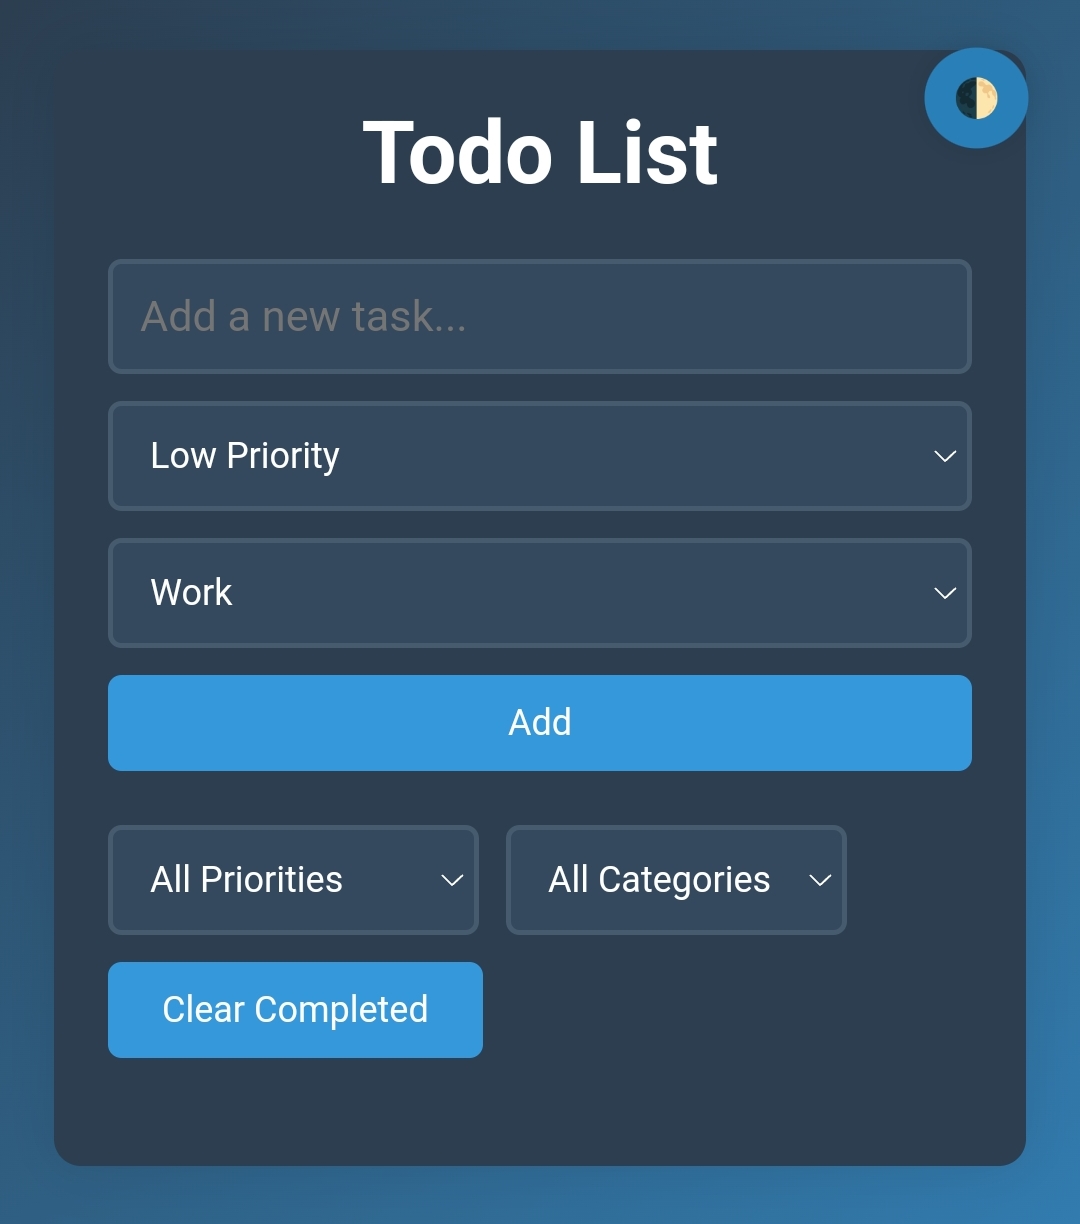 Todo List
Add a new task...
Low Priority
Work
Add
All Priorities
All Categories
Clear Completed